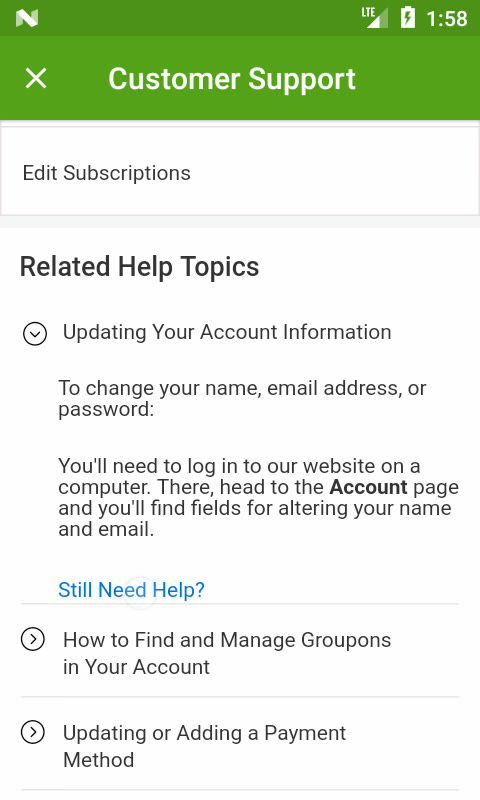 LTE 1:58
Customer Support
Edit Subscriptions
Related Help Topics
Updating Your Account Information
To change your name, email address, or
password:
You'll need to log in to our website on a
computer. There, head to the Account page
and you'll find fields for altering your name
and email.
Still Need Help?
How to Find and Manage Groupons
in Your Account
Updating or Adding a Payment
Method